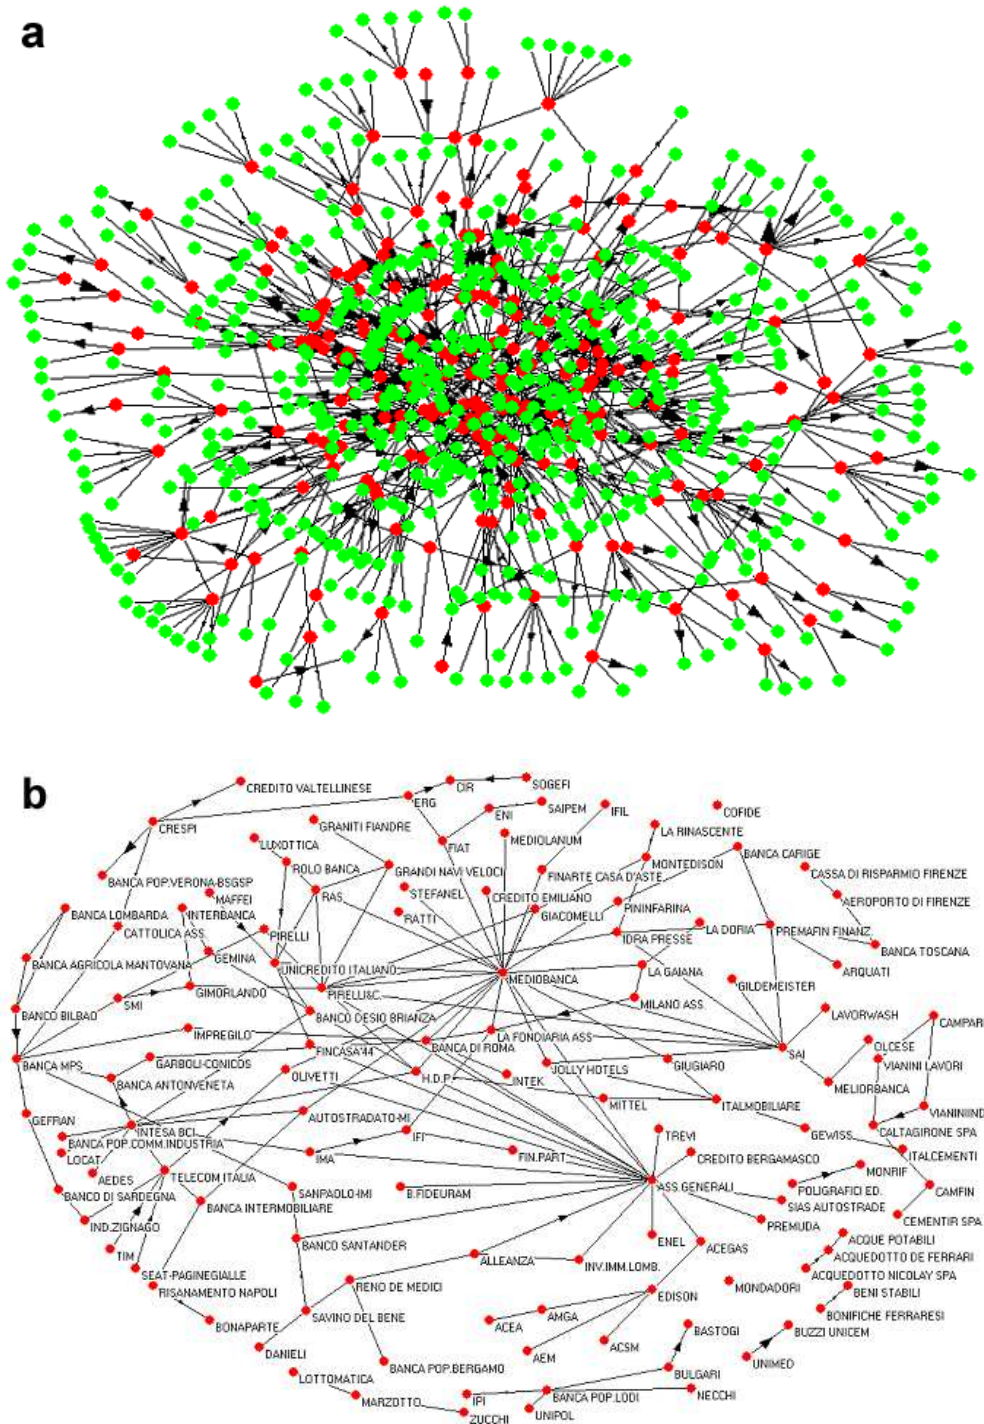 a
b
CREDITO VALTELLINESE
CIR
SOGEFI
ERG
CRESPI
ENI
SAIPEM
IFIL
COFIDE
GRANITI FIANDRE
LUXOTTICA
FIAT
MEDIOLANUM
LA RINASCENTE
BANCA CARIGE
ROLO BANCA
GRANDI NAVI VELOCI
FINARTE CASA D'ASTE
MONTEDISON
CASSA DI RISPARMIO FIRENZE
BANCA POP.VERONA-BSGSP
MAFFEI
RAS
STEFANEL
CREDITO EMILIANO
PININFARINA
AEROPORTO DI FIRENZE
BANCA LOMBARDA
INTERBANCA
RATTI
GIACOMELLI
LA DORIA
PREMAFIN FINANZ.
CATTOLICA ASS.
PIRELLI
IDRA PRESSE
BANCA TOSCANA
BANCA AGRICOLA MANTOVANA
GEMINA
UNICREDITO ITALIANO
MEDIOBANCA
LA GAIANA
ARQUATI
GIMORLANDO
PIRELLI&C.
GILDEMEISTER
SMI
MILANO ASS.
BANCO BILBAO
BANCO DESIO BRIANZA
LAVORWASH
CAMPARI
IMPREGILO
LA FONDIARIA ASS
OLCESE
FINCASA'44
BANCA DI ROMA
SAI
BANCA MPS
GARBOLI-CONICOS
JOLLY HOTELS
GIUGIARO
VIANINI LAVORI
OLIVETTI
H.D.P.
INTEK
MELIORBANCA
BANCA ANTONVENETA
MITTEL
ITALMOBILIARE
VIANINIIND
GEFRAN
AUTOSTRADATO-MI
INTESA BCI
CALTAGIRONE SPA
BANCA POP.COMM.INDUSTRIA
IFI
TREVI
GEWISS
LOCAT
IMA
FIN.PART
CREDITO BERGAMASCO
ITALCEMENTI
AEDES
TELECOM ITALIA
MONRIF
BANCO DI SARDEGNA
SANPAOLO-IMI
B.FIDEURAM
ASS.GENERALI
POLIGRAFICI ED.
CAMFIN
BANCA INTERMOBILIARE
SIAS AUTOSTRADE
IND.ZIGNAGO
PREMUDA
CEMENTIR SPA
TIM
BANCO SANTANDER
ENEL
ACEGAS
ACQUE POTABILI
ALLEANZA
INV.IMM.LOMB.
ACQUEDOTTO DE FERRARI
SEAT-PAGINEGIALLE
RENO DE MEDICI
MONDADORI
ACQUEDOTTO NICOLAY SPA
RISANAMENTO NAPOLI
EDISON
BENI STABILI
SAVINO DEL BENE
AMGA
BONIFICHE FERRARESI
BONAPARTE
ACEA
BASTOGI
BUZZI UNICEM
DANIELI
ACSM
AEM
UNIMED
BANCA POP.BERGAMO
LOTTOMATICA
BULGARI
MARZOTTO
IPI
BANCA POP.LODI
NECCHI
ZUCCHI
UNIPOL